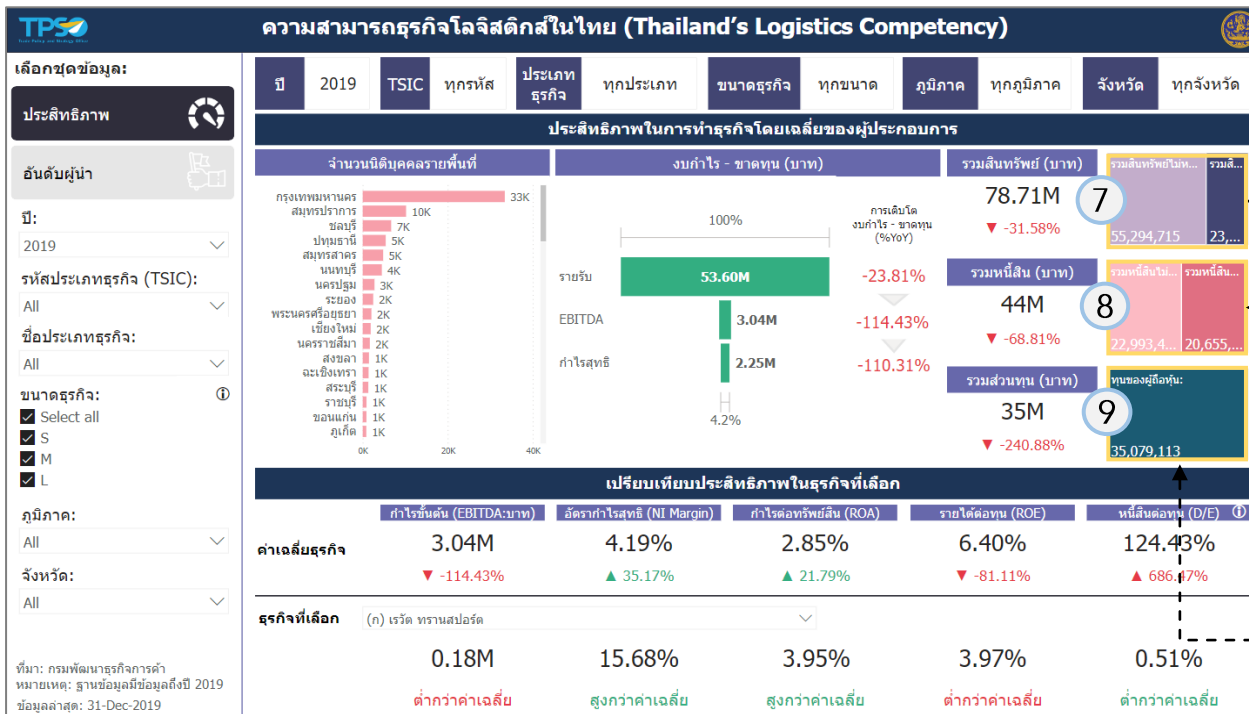 TPSO
ความสามารถธุรกิจโลจิสติกส์ในไทย (Thailand's Logistics Competency)
เลือกชุดข้อมูล:
ประสิทธิภาพ
อันดับผู้นำ
ปี:
2019
รหัสประเภทธุรกิจ (TSIC):
All
ชื่อประเภทธุรกิจ:
All
ขนาดธุรกิจ:
Select all
S
M
L
ภูมิภาค:
All
จังหวัด:
All
ที่มา: กรมพัฒนาธุรกิจการค้า
หมายเหตุ: ฐานข้อมูลมีข้อมูลถึงปี 2019
ข้อมูลล่าสุด: 31-Dec-2019
ปี 2019 TSIC ทุกรหัส ประเภทธุรกิจ ทุกประเภท ขนาดธุรกิจ ทุกขนาด ภูมิภาค ทุกภูมิภาค จังหวัด ทุกจังหวัด
ประสิทธิภาพในการทำธุรกิจโดยเฉลี่ยของผู้ประกอบการ
จำนวนนิติบุคคลรายพื้นที่
กรุงเทพมหานคร 33K
สมุทรปราการ 10K
ชลบุรี 7K
ปทุมธานี 5K
สมุทรสาคร 5K
นนทบุรี 4K
นครปฐม 3K
ระยอง 2K
พระนครศรีอยุธยา 2K
เชียงใหม่ 2K
นครราชสีมา 2K
สงขลา 1K
ฉะเชิงเทรา 1K
สระบุรี 1K
ราชบุรี 1K
ขอนแก่น 1K
ภูเก็ต 1K
0K 20K 40K
งบกำไร - ขาดทุน (บาท)
100%
การเติบโต
งบกำไร - ขาดทุน
(%YoY)
รายรับ 53.60M -23.81%
EBITDA 3.04M -114.43%
กำไรสุทธิ 2.25M -110.31%
4.2%
รวมสินทรัพย์ (บาท)
78.71M
▼ -31.58%
7
รวมสินทรัพย์ไม่ห... รวมสิ...
55,294,715 23,...
รวมหนี้สิน (บาท)
44M
▼ -68.81%
8
รวมหนี้สินไม่... รวมหนี้สิน...
22,993,4... 20,655,...
รวมส่วนทุน (บาท)
35M
▼ -240.88%
9
ทุนของผู้ถือหุ้น:
35,079,113
เปรียบเทียบประสิทธิภาพในธุรกิจที่เลือก
กำไรขั้นต้น (EBITDA:บาท) อัตรากำไรสุทธิ (NI Margin) กำไรต่อทรัพย์สิน (ROA) รายได้ต่อทุน (ROE) หนี้สินต่อทุน (D/E)
ค่าเฉลี่ยธุรกิจ 3.04M 4.19% 2.85% 6.40% 124.43%
▼ -114.43% ▲ 35.17% ▲ 21.79% ▼ -81.11% ▲ 686.47%
ธุรกิจที่เลือก (ก) เรวัต ทรานสปอร์ต
0.18M 15.68% 3.95% 3.97% 0.51%
ต่ำกว่าค่าเฉลี่ย สูงกว่าค่าเฉลี่ย สูงกว่าค่าเฉลี่ย ต่ำกว่าค่าเฉลี่ย ต่ำกว่าค่าเฉลี่ย